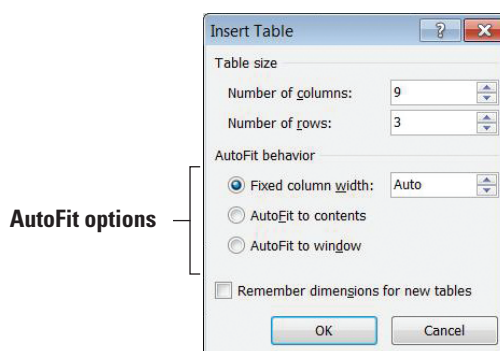 Insert Table
Table size
Number of columns: 9
Number of rows: 3
AutoFit behavior
Fixed column width: Auto
AutoFit options
AutoFit to contents
AutoFit to window
Remember dimensions for new tables
OK Cancel